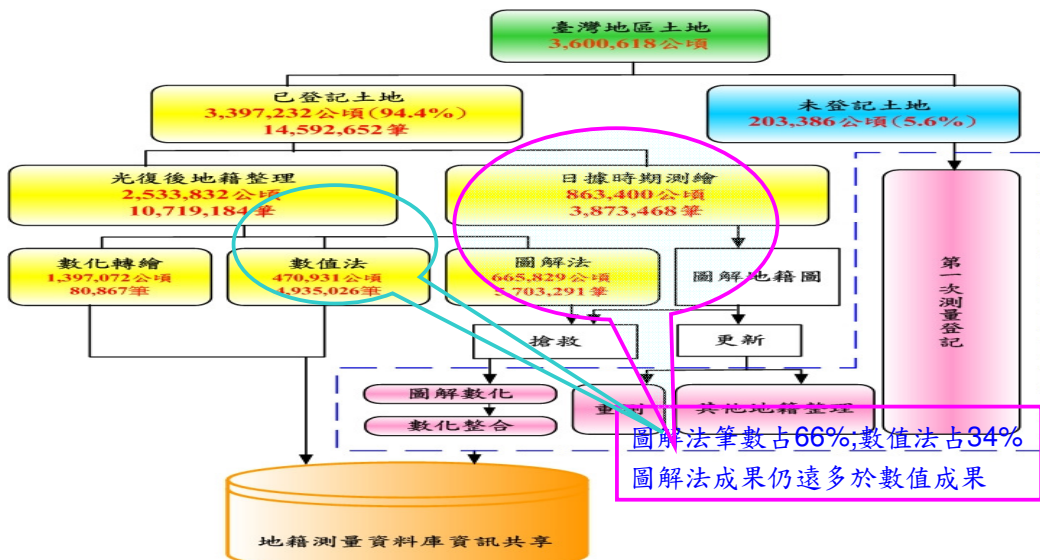 臺灣地區土地
3,600,618公頃
已登記土地
3,397,232公頃(94.4%)
14,592,652筆
未登記土地
203,386公頃(5.6%)
光復後地籍整理
2,533,832公頃
10,719,184筆
日據時期測繪
863,400公頃
3,873,468筆
數化轉繪
1,397,072公頃
80,867筆
數值法
470,931公頃
4,935,026筆
圖解法
665,829公頃
5,703,291筆
圖解地籍圖
第一次測量登記
搶救
更新
圖解數化
數化整合
重測
其他地籍整理
圖解法筆數占66%;數值法占34%
圖解法成果仍遠多於數值成果
地籍測量資料庫資訊共享